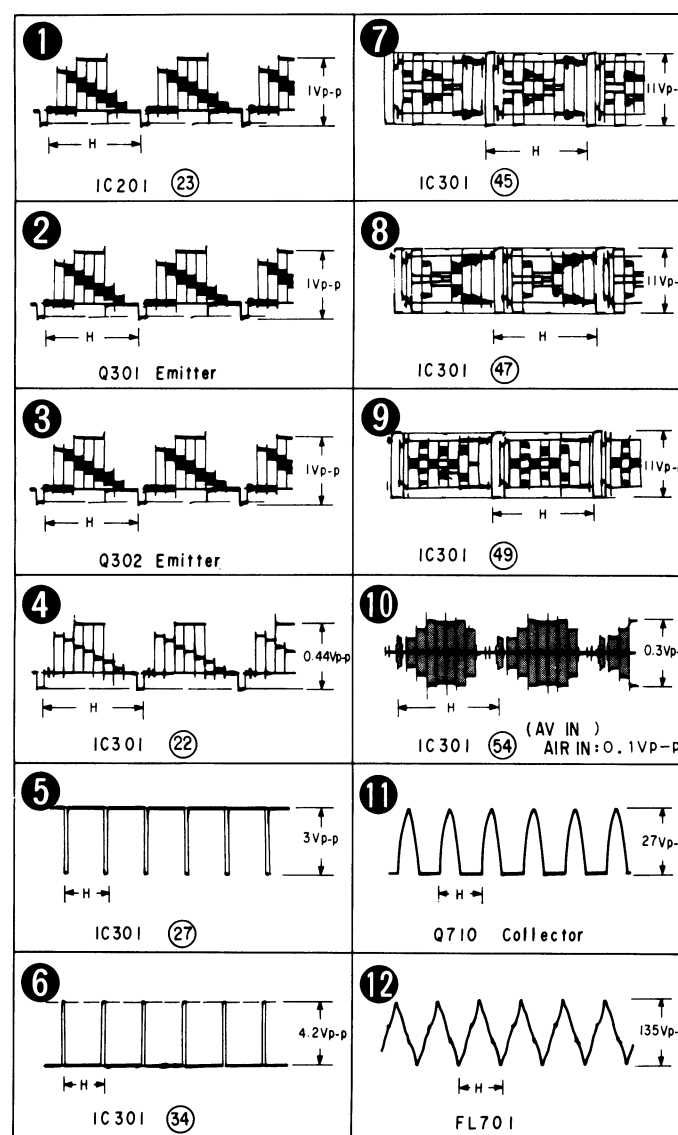 1
1Vp-p
H
IC201 23
2
1Vp-p
H
Q301 Emitter
3
1Vp-p
H
Q302 Emitter
4
0.44Vp-p
H
IC301 22
5
3Vp-p
H
IC301 27
6
4.2Vp-p
H
IC301 34
7
11Vp-
H
IC301 45
8
11Vp-
H
IC301 47
9
11Vp-p
H
IC301 49
10
0.3Vp-
H
(AV IN )
IC301 54 AIR IN:0.1Vp-p
11
27Vp-
H
Q710 Collector
12
135Vp-
H
FL701